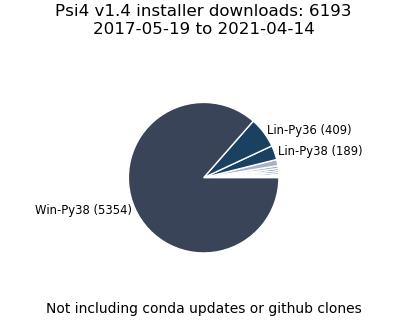 Psi4 v1.4 installer downloads: 6193
2017-05-19 to 2021-04-14
Lin-Py36 (409)
Lin-Py38 (189)
Win-Py38 (5354)
Not including conda updates or github clones